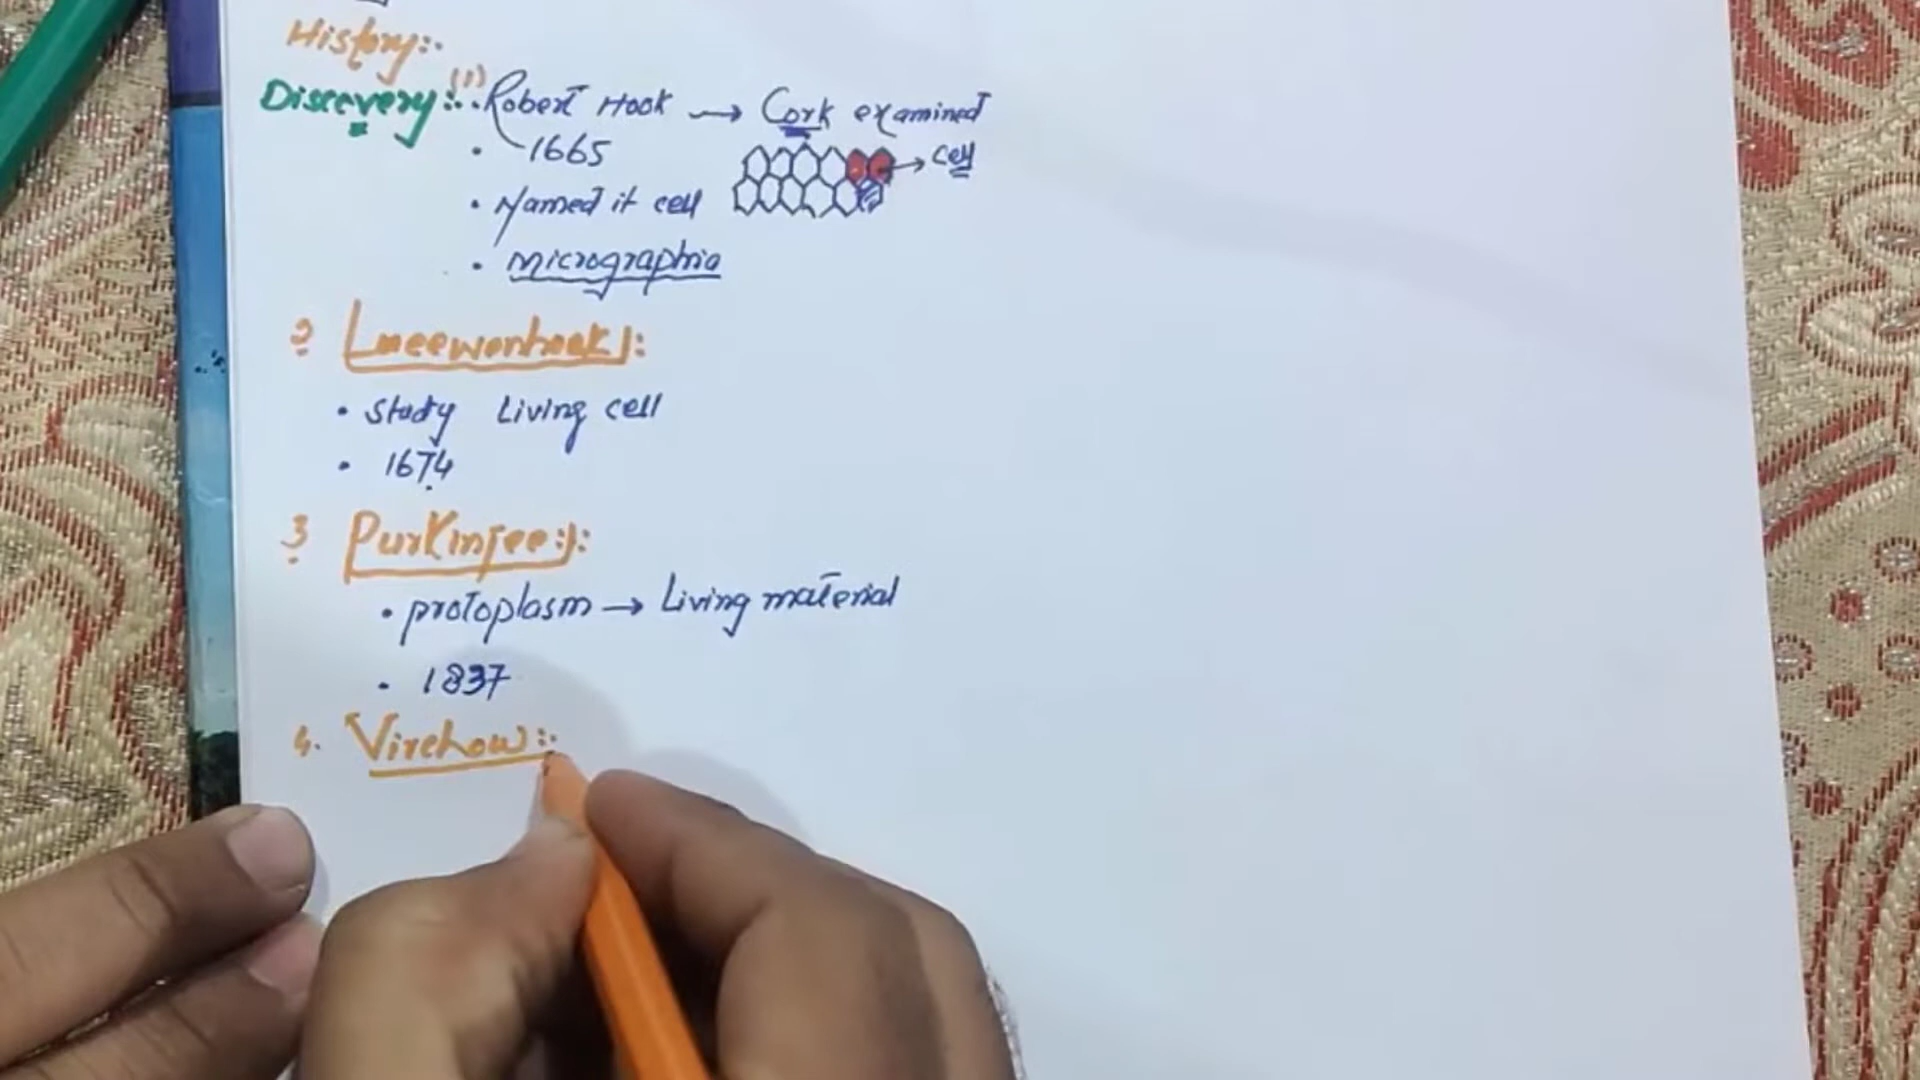 History:-
Discovery:- (1) Robert Hook → Cork examined
• 1665
→ cell
• Named it cell
• micrographia
2 Lneewenhoek):
• study Living cell
• 1674
3 Purkinjee:):
• protoplasm → Living material
• 1837
4. Virchow:-